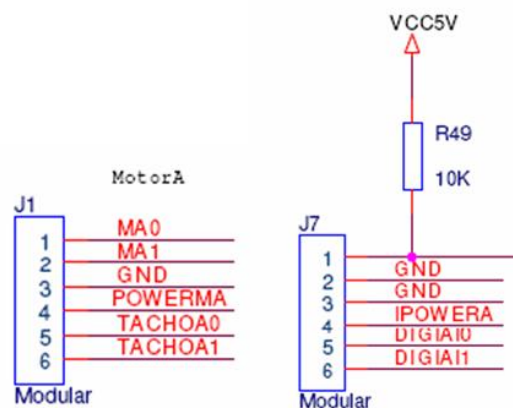 MotorA
J1
1 MA0
2 MA1
3 GND
4 POWERMA
5 TACHOA0
6 TACHOA1
Modular
VCC5V
R49
10K
J7
1
2 GND
3 GND
4 IPOWERA
5 DIGIAI0
6 DIGIAI1
Modular